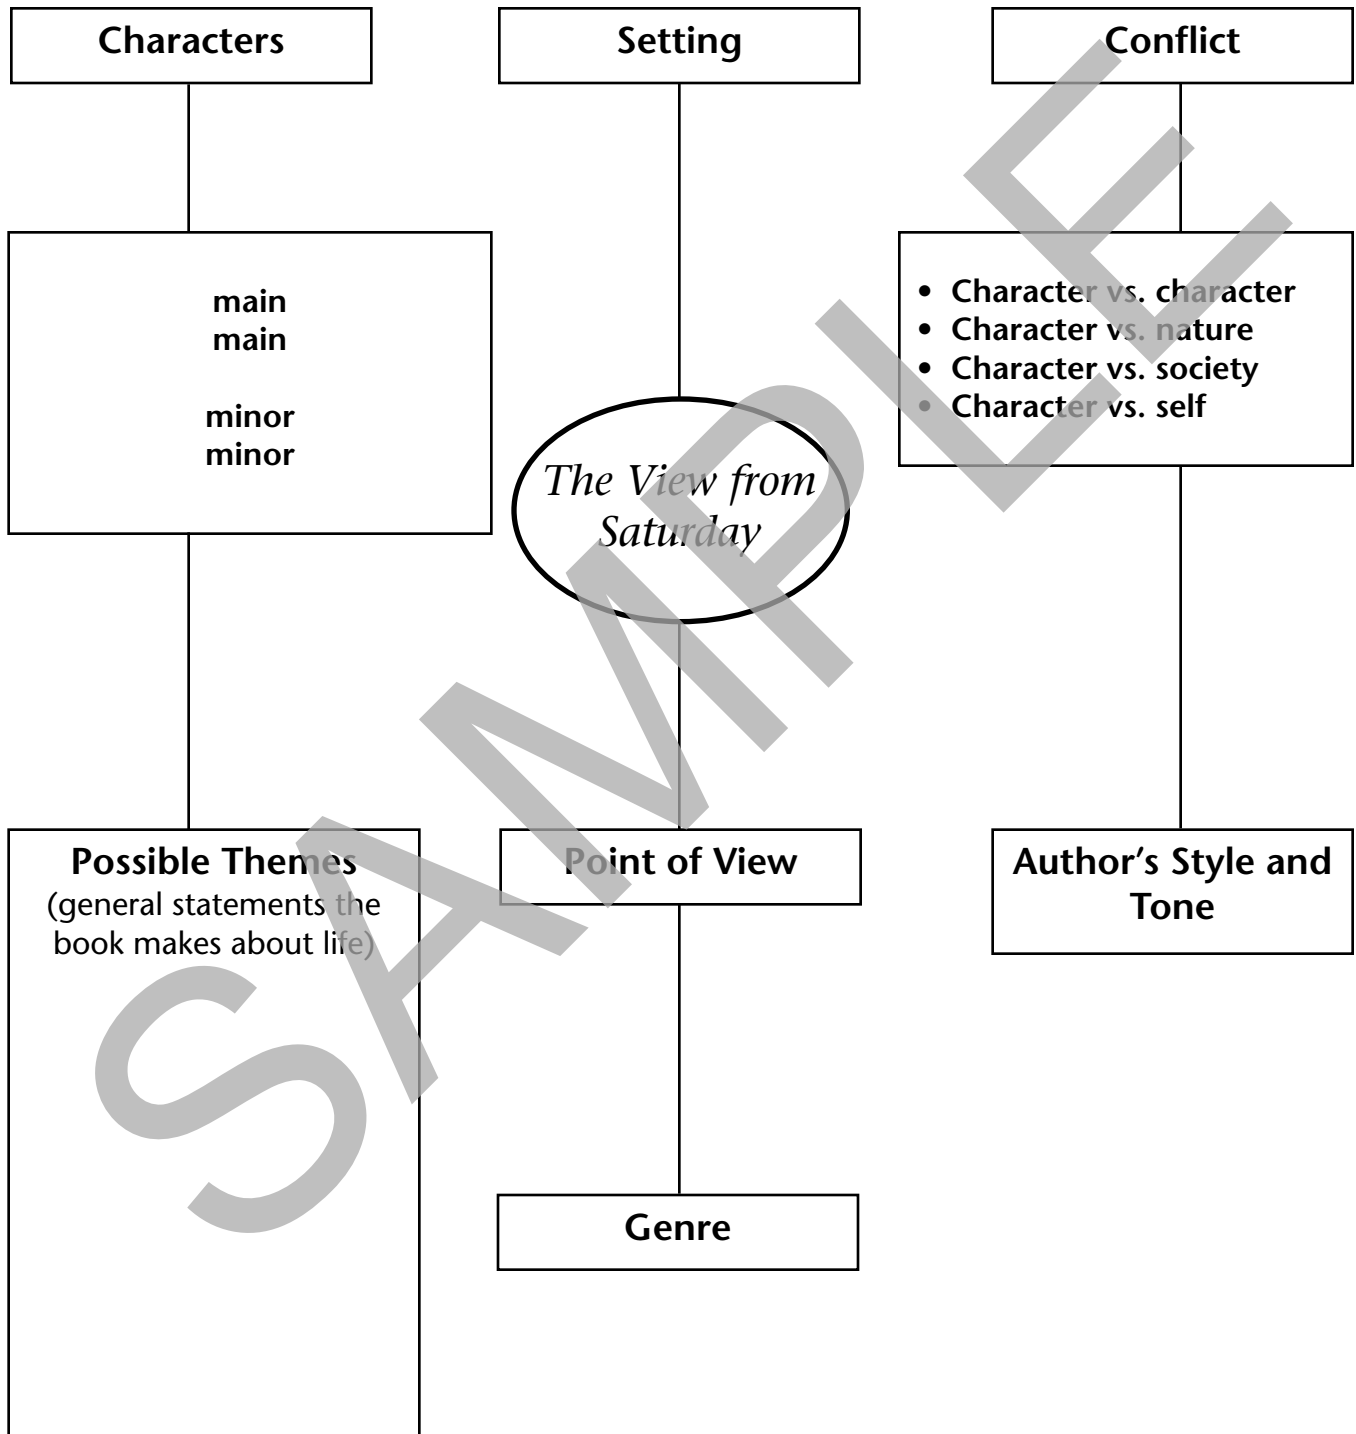 Characters
Setting
Conflict
main
main
minor
minor
• Character vs. character
• Character vs. nature
• Character vs. society
• Character vs. self
The View from
Saturday
Possible Themes
(general statements the
book makes about life)
Point of View
Author’s Style and
Tone
Genre
SAMPLE